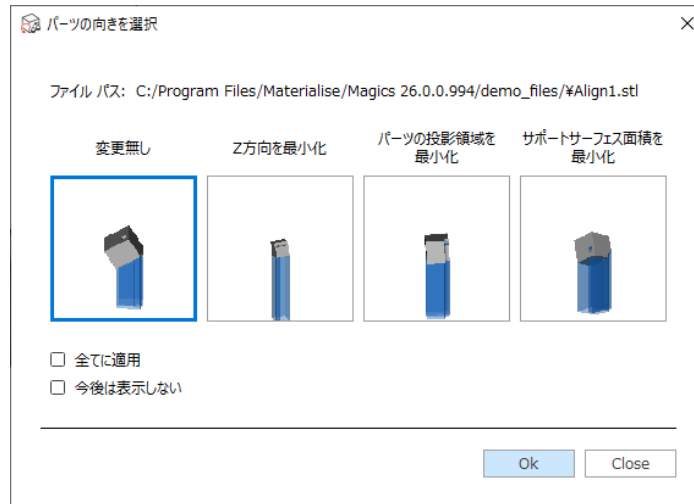 パーツの向きを選択
ファイル パス: C:/Program Files/Materialise/Magics 26.0.0.994/demo_files/¥Align1.stl
変更無し
Z方向を最小化
パーツの投影領域を
最小化
サポートサーフェス面積を
最小化
全てに適用
今後は表示しない
Ok
Close